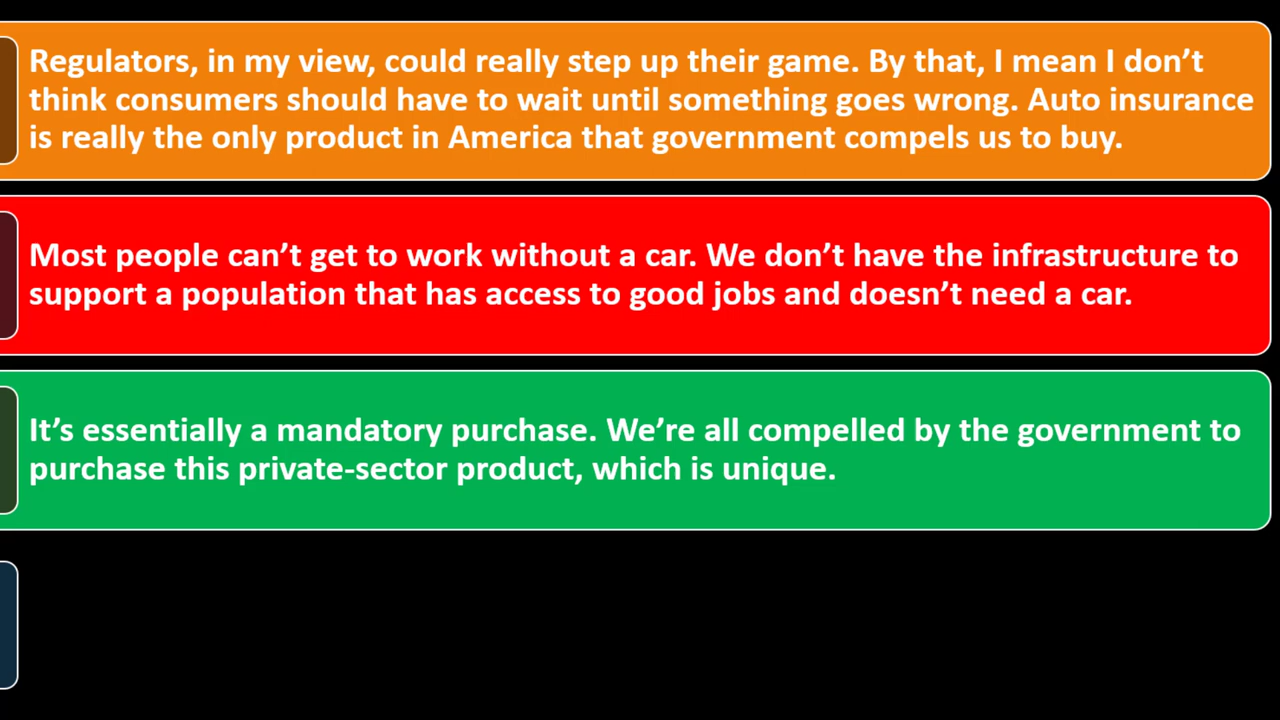 Regulators, in my view, could really step up their game. By that, I mean I don’t
think consumers should have to wait until something goes wrong. Auto insurance
is really the only product in America that government compels us to buy.
Most people can’t get to work without a car. We don’t have the infrastructure to
support a population that has access to good jobs and doesn’t need a car.
It’s essentially a mandatory purchase. We’re all compelled by the government to
purchase this private-sector product, which is unique.